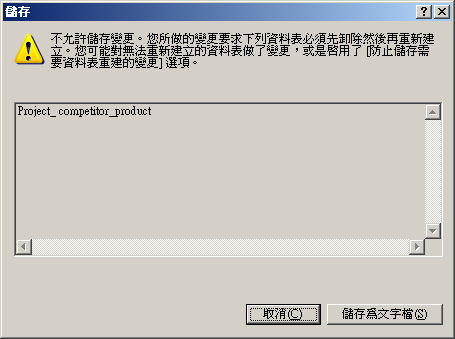 儲存
不允許儲存變更。您所做的變更要求下列資料表必須先卸除然後再重新建
立。您可能對無法重新建立的資料表做了變更，或是啓用了 [防止儲存需
要資料表重建的變更] 選項。
Project_ competitor_product
取消(C)
儲存爲文字檔(S)